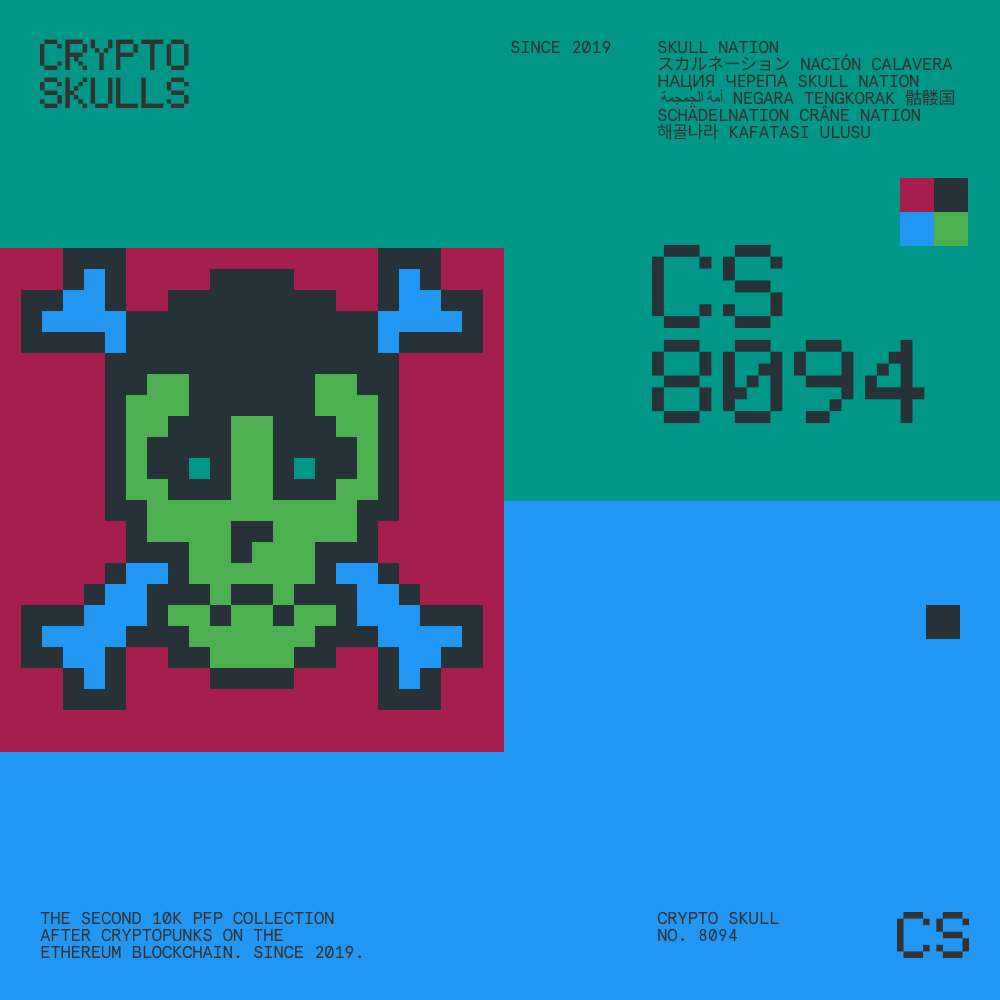 CRYPTO
SKULLS
SINCE 2019
SKULL NATION
スカルネーション NACIÓN CALAVERA
НАЦИЯ ЧЕРЕПА SKULL NATION
أمة الجمجمة NEGARA TENGKORAK 骷髏国
SCHÄDELNATION CRÂNE NATION
해골나라 KAFATASI ULUSU
CS
8094
THE SECOND 10K PFP COLLECTION
AFTER CRYPTOPUNKS ON THE
ETHEREUM BLOCKCHAIN. SINCE 2019.
CRYPTO SKULL
NO. 8094
CS